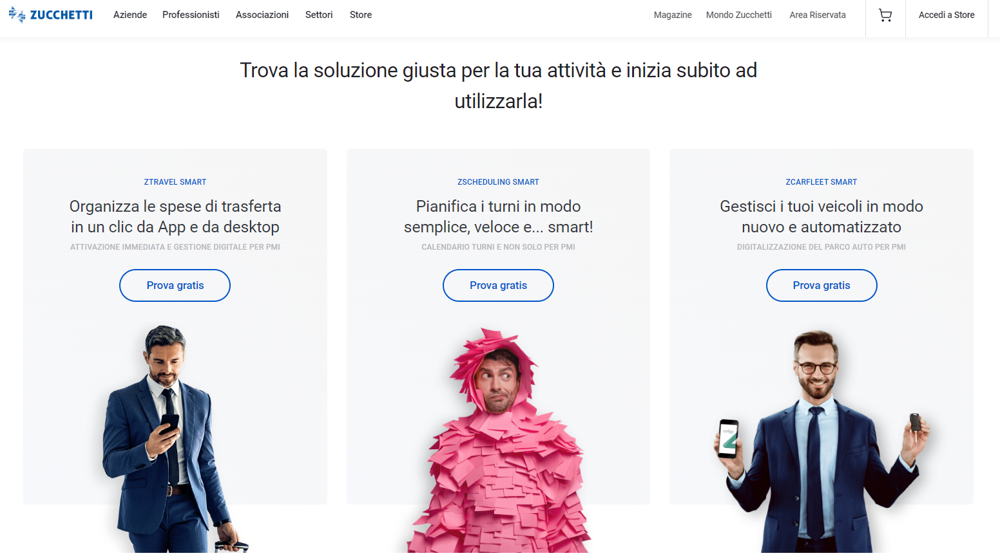 ZUCCHETTI
Aziende
Professionisti
Associazioni
Settori
Store
Magazine
Mondo Zucchetti
Area Riservata
Accedi a Store
Trova la soluzione giusta per la tua attività e inizia subito ad
utilizzarla!
ZTRAVEL SMART
Organizza le spese di trasferta
in un clic da App e da desktop
ATTIVAZIONE IMMEDIATA E GESTIONE DIGITALE PER PMI
Prova gratis
ZSCHEDULING SMART
Pianifica i turni in modo
semplice, veloce e... smart!
CALENDARIO TURNI E NON SOLO PER PMI
Prova gratis
ZCARFLEET SMART
Gestisci i tuoi veicoli in modo
nuovo e automatizzato
DIGITALIZZAZIONE DEL PARCO AUTO PER PMI
Prova gratis